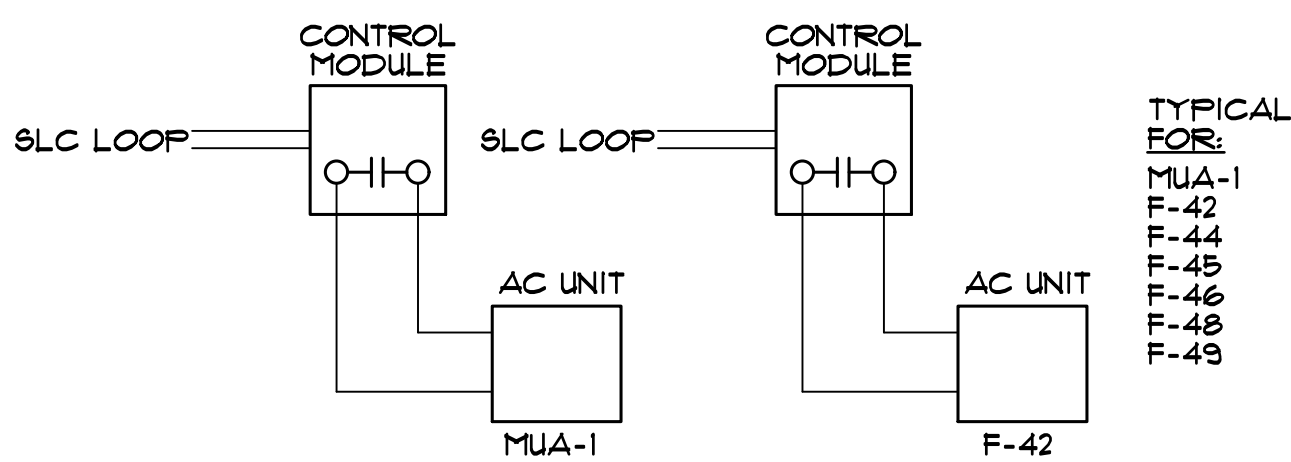 CONTROL
MODULE
SLC LOOP
AC UNIT
MUA-1
CONTROL
MODULE
SLC LOOP
AC UNIT
F-42
TYPICAL
FOR:
MUA-1
F-42
F-44
F-45
F-46
F-48
F-49